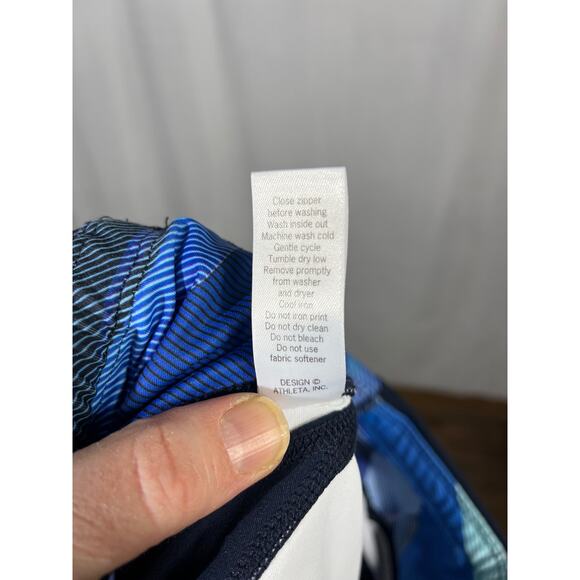 Close zipper
before washing
Wash inside out
Machine wash cold
Gentle cycle
Tumble dry low
Remove promptly
from washer
and dryer
Cool iron
Do not iron print
Do not dry clean
Do not bleach
Do not use
fabric softener
DESIGN ©
ATHLETA, INC.